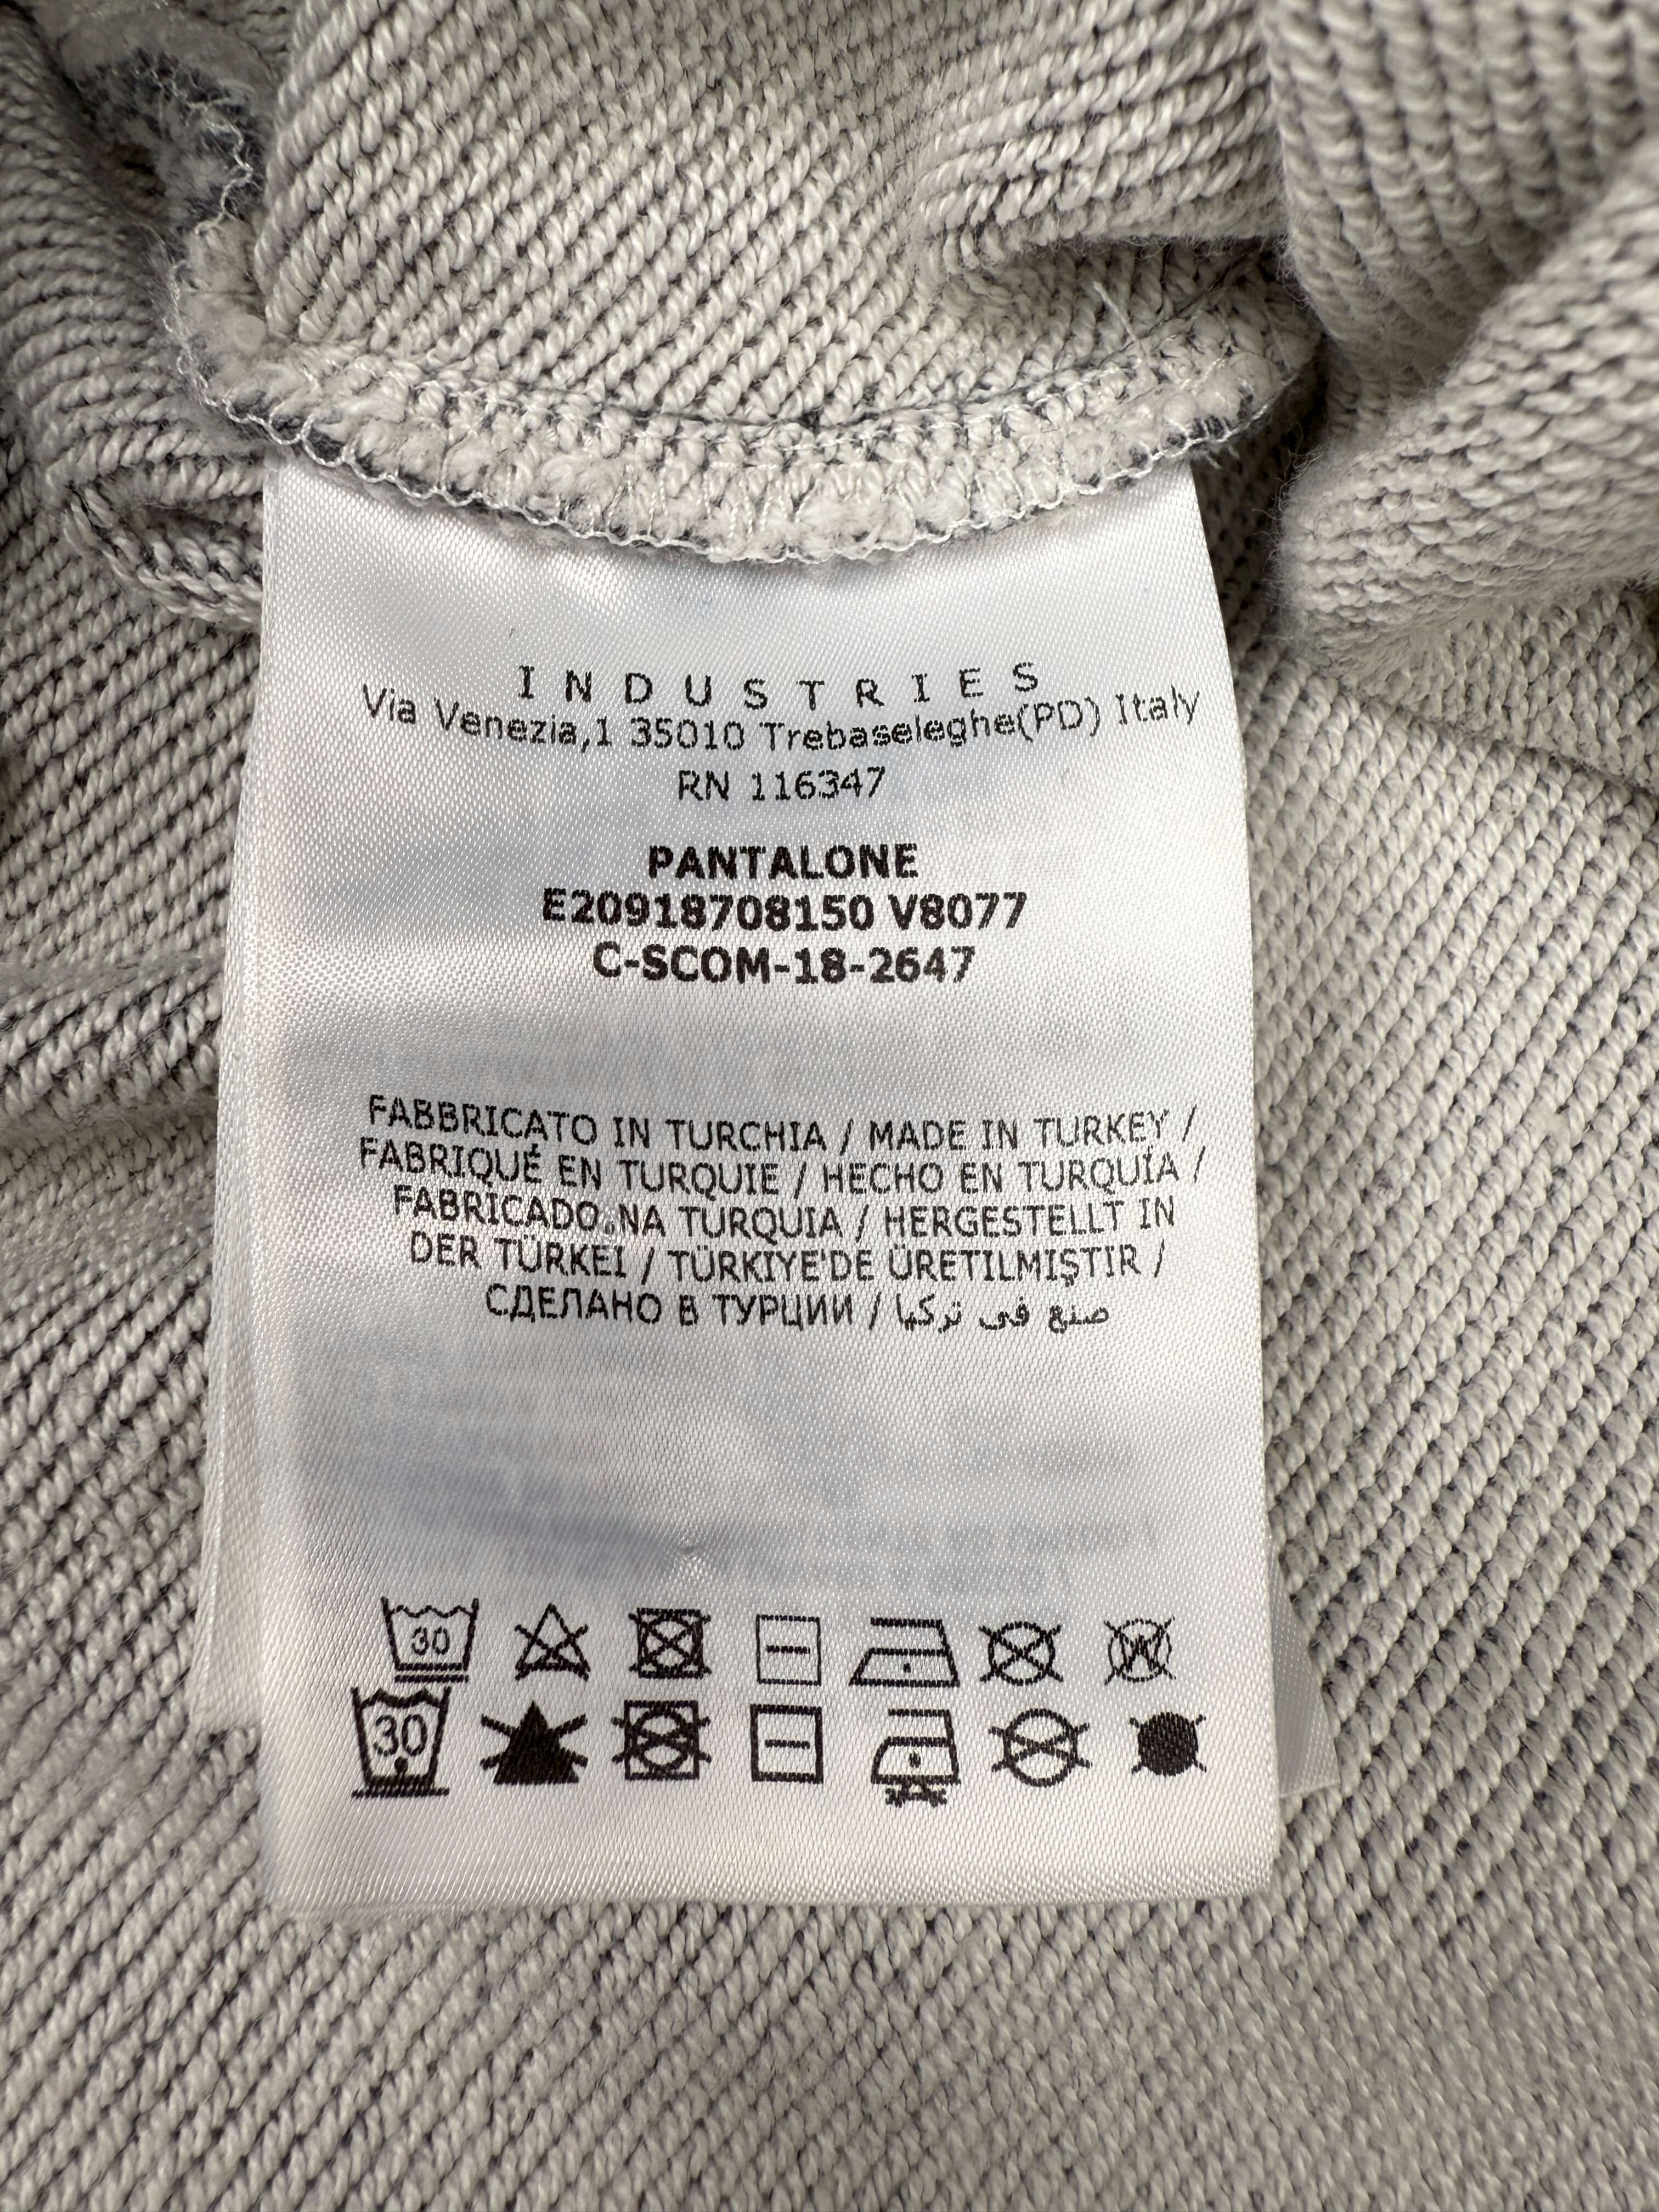 INDUSTRIES
Via Venezia,1 35010 Trebaseleghe(PD) Italy
RN 116347
PANTALONE
E20918708150 V8077
C-SCOM-18-2647
FABBRICATO IN TURCHIA / MADE IN TURKEY /
FABRIQUÉ EN TURQUIE / HECHO EN TURQUÍA /
FABRICADO NA TURQUIA / HERGESTELLT IN
DER TÜRKEI / TÜRKIYE'DE ÜRETILMIŞTIR /
СДЕЛАНО В ТУРЦИИ / صنع في تركيا
30 W
30